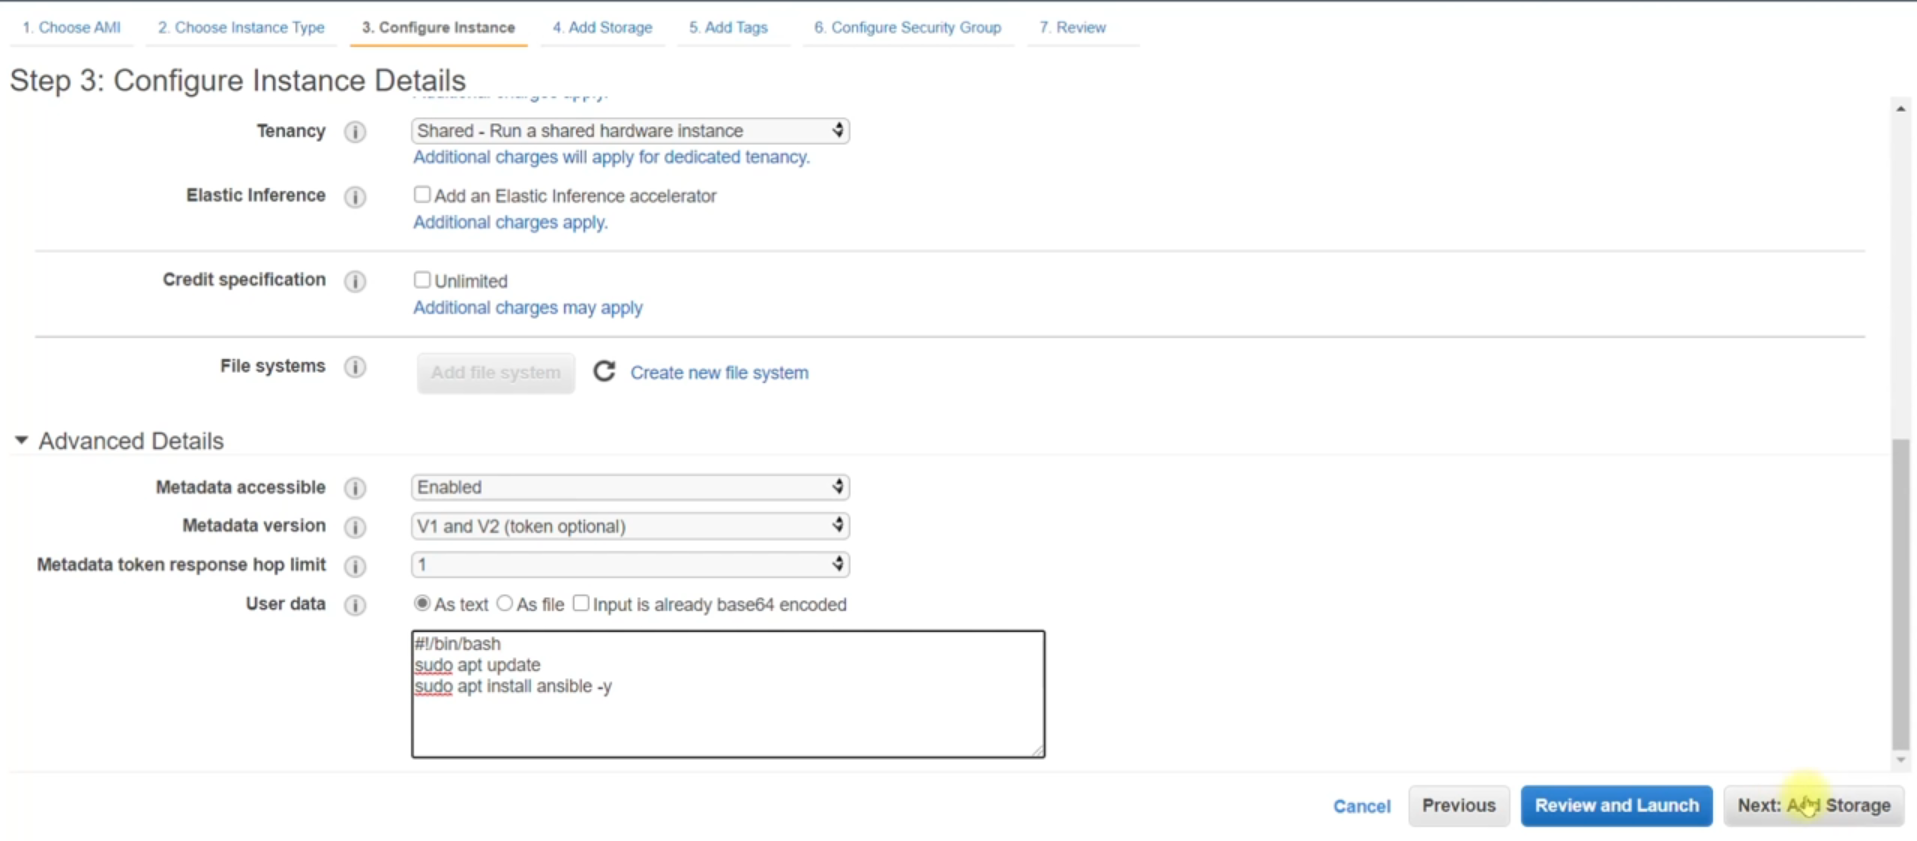 1. Choose AMI 2. Choose Instance Type 3. Configure Instance 4. Add Storage 5. Add Tags 6. Configure Security Group 7. Review
Step 3: Configure Instance Details
Additional charges apply.
Tenancy i Shared - Run a shared hardware instance
Additional charges will apply for dedicated tenancy.
Elastic Inference i Add an Elastic Inference accelerator
Additional charges apply.
Credit specification i Unlimited
Additional charges may apply
File systems i Add file system Create new file system
Advanced Details
Metadata accessible i Enabled
Metadata version i V1 and V2 (token optional)
Metadata token response hop limit i 1
User data i As text As file Input is already base64 encoded
#!/bin/bash
sudo apt update
sudo apt install ansible -y
Cancel Previous Review and Launch Next: Add Storage